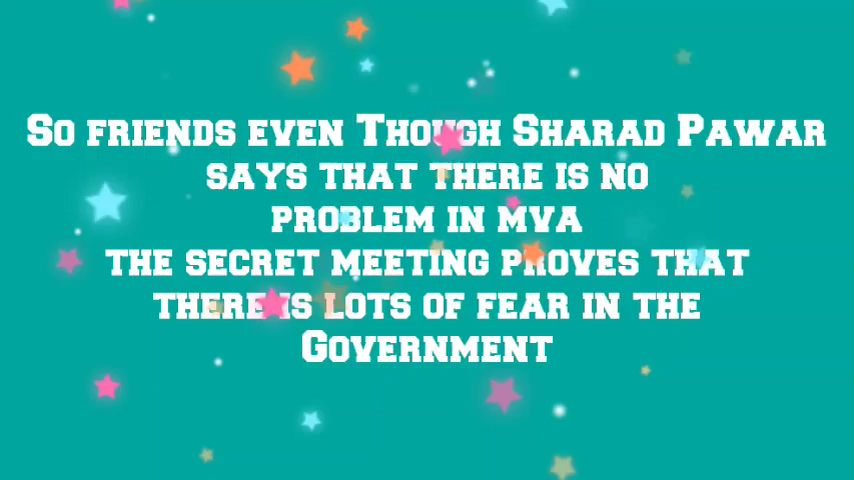 So friends even Though Sharad Pawar
says that there is no
problem in mva
the secret meeting proves that
there is lots of fear in the
Government